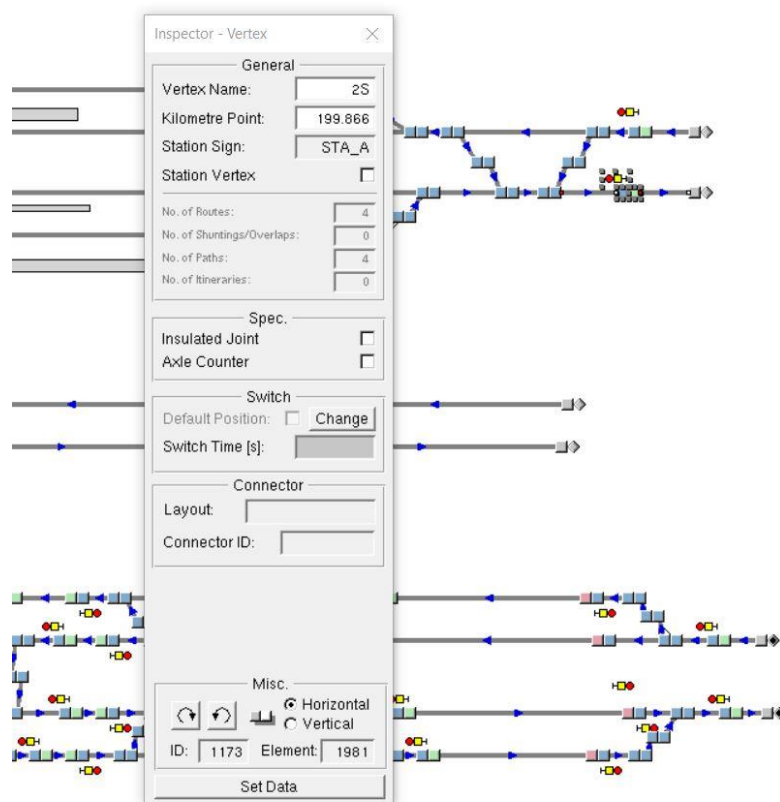 Inspector - Vertex
General
Vertex Name: 2S
Kilometre Point: 199.866
Station Sign: STA_A
Station Vertex
No. of Routes: 4
No. of Shuntings/Overlaps: 0
No. of Paths: 4
No. of Itineraries: 0
Spec.
Insulated Joint
Axle Counter
Switch
Default Position: Change
Switch Time [s]:
Connector
Layout:
Connector ID:
Misc.
Horizontal
Vertical
ID: 1173 Element: 1981
Set Data